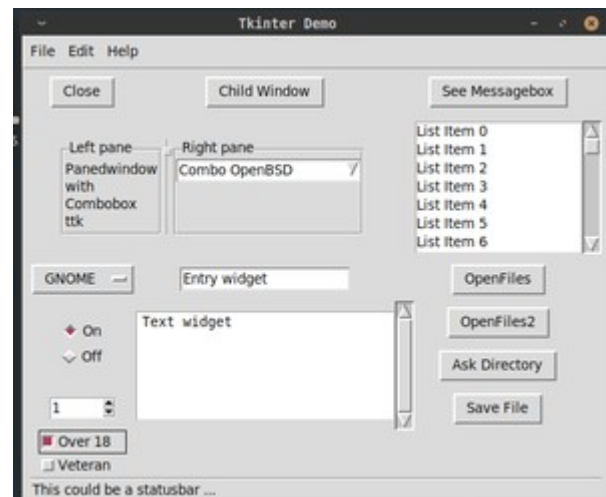 Tkinter Demo
File Edit Help
Close Child Window See Messagebox
Left pane
Panedwindow
with
Combobox
ttk
Right pane
Combo OpenBSD
List Item 0
List Item 1
List Item 2
List Item 3
List Item 4
List Item 5
List Item 6
GNOME Entry widget OpenFiles
On
Off
Text widget
OpenFiles2
Ask Directory
1
Save File
Over 18
Veteran
This could be a statusbar ...